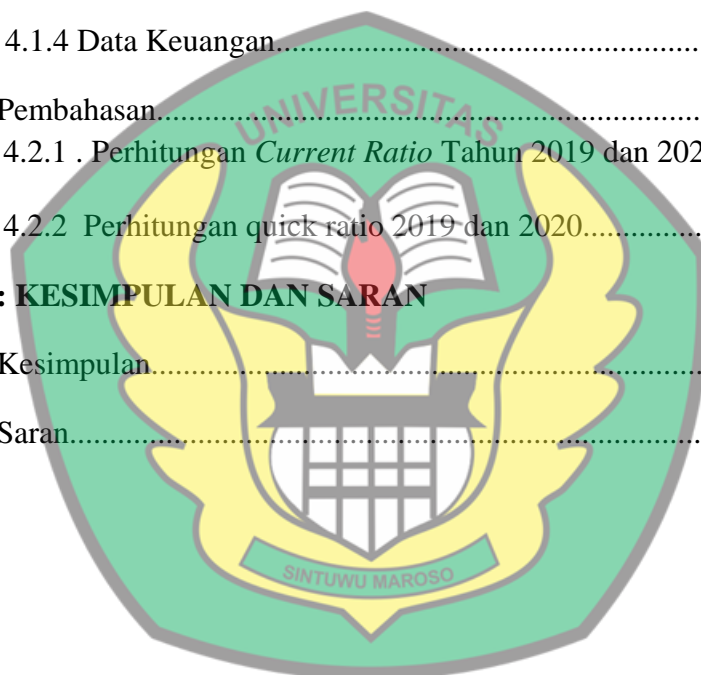 4.1.4 Data Keuangan....................................................
Pembahasan..................................................................
UNIVERSITAS
4.2.1 . Perhitungan Current Ratio Tahun 2019 dan 202
4.2.2 Perhitungan quick ratio 2019 dan 2020..............
: KESIMPULAN DAN SARAN
Kesimpulan..................................................................
Saran............................................................................
SINTUWU MAROSO